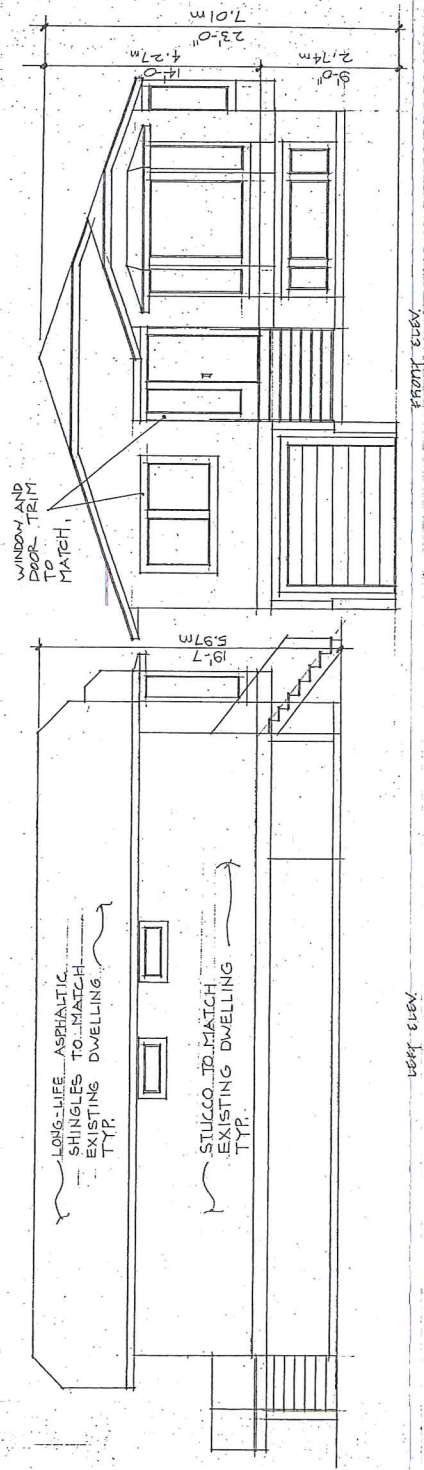 WINDOW AND
DOOR TRIM
TO
MATCH,
7.01m
23'-0"
4.27m
14'-0"
2.74m
9'-0"
FRONT ELEV.
5.97m
19'-7
LONG-LIFE ASPHALTIC
SHINGLES TO MATCH
EXISTING DWELLING
TYP.
STUCCO TO MATCH
EXISTING DWELLING
TYP.
LEFT ELEV.